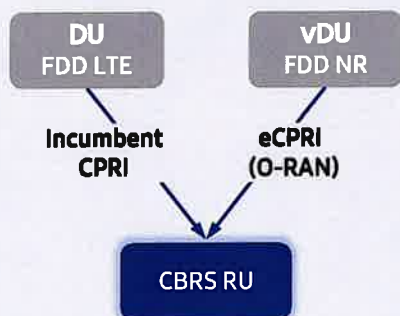 DU
FDD LTE
vDU
FDD NR
Incumbent
CPRI
eCPRI
(O-RAN)
CBRS RU